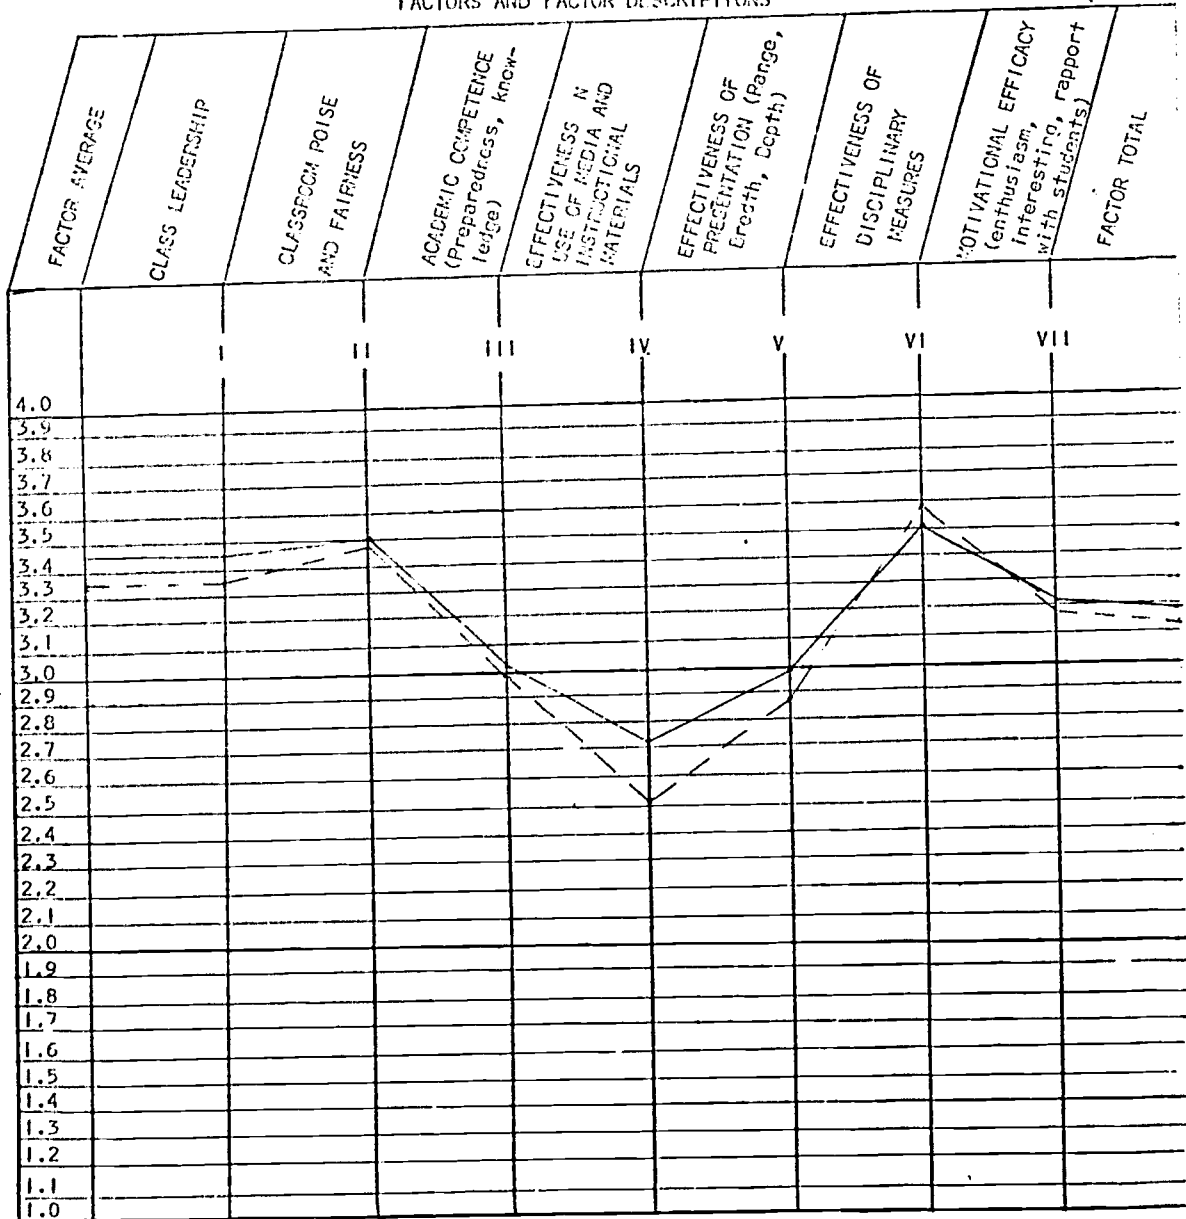 FACTORS AND FACTOR DESCRIPTIONS
FACTOR AVERAGE
CLASS LEADERSHIP
CLASSROOM POISE
AND FAIRNESS
ACADEMIC COMPETENCE
(Preparedness, know-
ledge)
EFFECTIVENESS N
USE OF MEDIA AND
INSTRUCTIONAL
MATERIALS
EFFECTIVENESS OF
PRESENTATION (Range,
Bredth, Depth)
EFFECTIVENESS OF
DISCIPLINARY
MEASURES
MOTIVATIONAL EFFICACY
(enthusiasm,
interesting, rapport
with students)
FACTOR TOTAL
I II III IV V VI VII
4.0
3.9
3.8
3.7
3.6
3.5
3.4
3.3
3.2
3.1
3.0
2.9
2.8
2.7
2.6
2.5
2.4
2.3
2.2
2.1
2.0
1.9
1.8
1.7
1.6
1.5
1.4
1.3
1.2
1.1
1.0